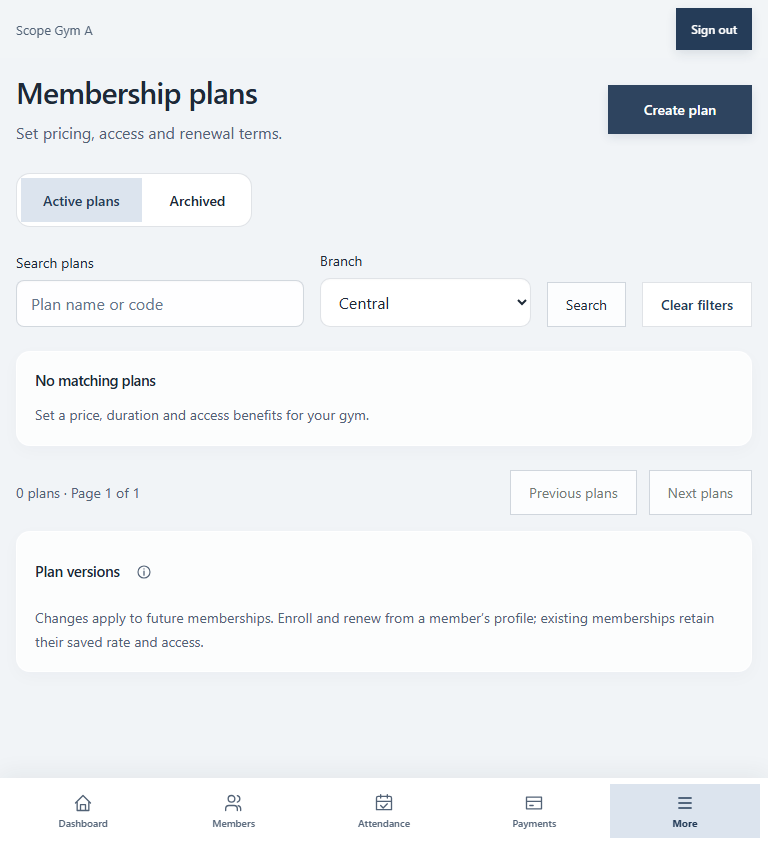 Scope Gym A
Sign out
Membership plans
Set pricing, access and renewal terms.
Create plan
Active plans
Archived
Search plans
Branch
Plan name or code
Central
Search
Clear filters
No matching plans
Set a price, duration and access benefits for your gym.
0 plans · Page 1 of 1
Previous plans
Next plans
Plan versions
Changes apply to future memberships. Enroll and renew from a member's profile; existing memberships retain
their saved rate and access.
Dashboard
Members
Attendance
Payments
More